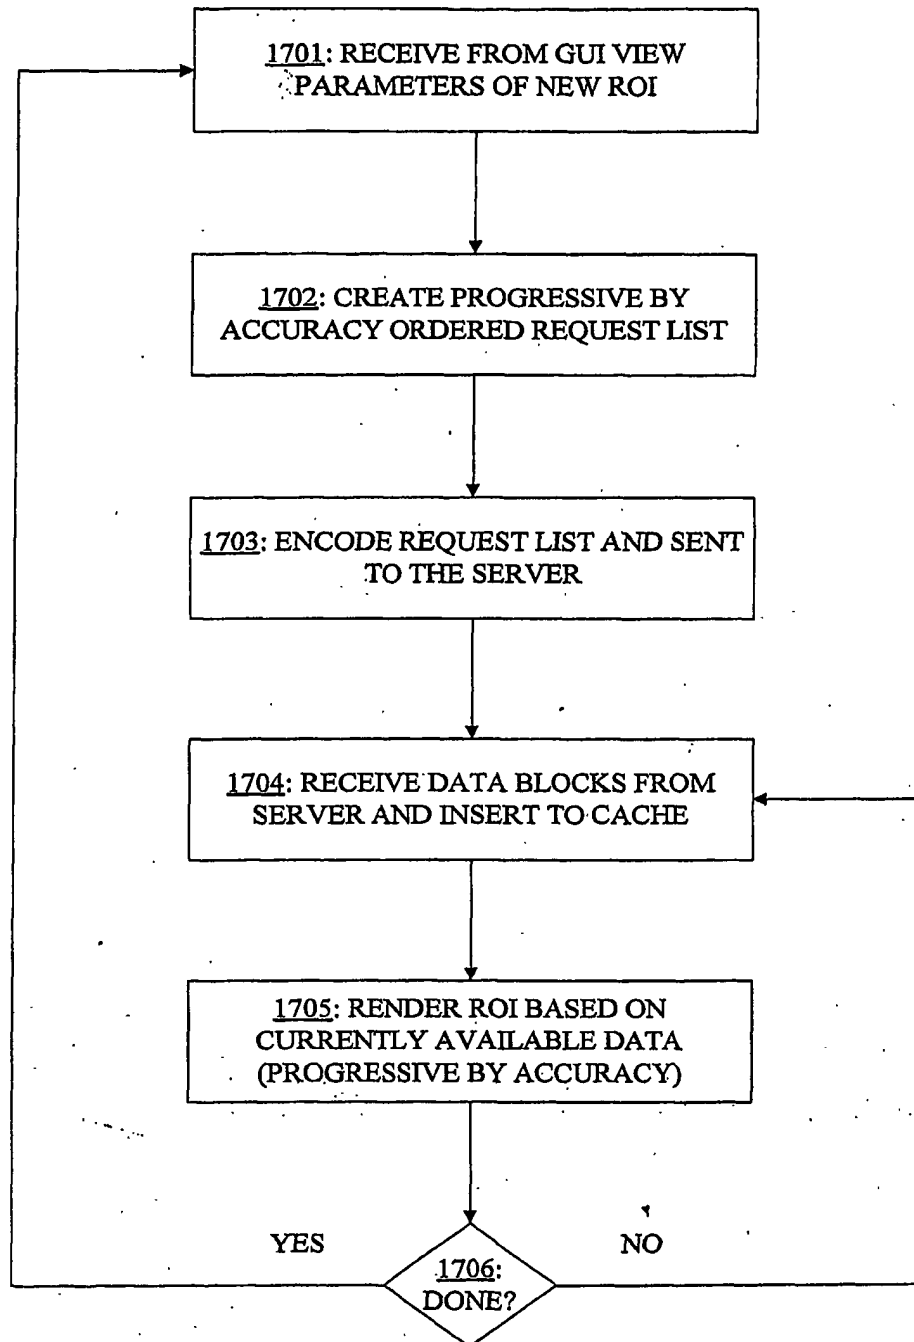 1701: RECEIVE FROM GUI VIEW
PARAMETERS OF NEW ROI
1702: CREATE PROGRESSIVE BY
ACCURACY ORDERED REQUEST LIST
1703: ENCODE REQUEST LIST AND SENT
TO THE SERVER
1704: RECEIVE DATA BLOCKS FROM
SERVER AND INSERT TO CACHE
1705: RENDER ROI BASED ON
CURRENTLY AVAILABLE DATA
(PROGRESSIVE BY ACCURACY)
YES
NO
1706:
DONE?